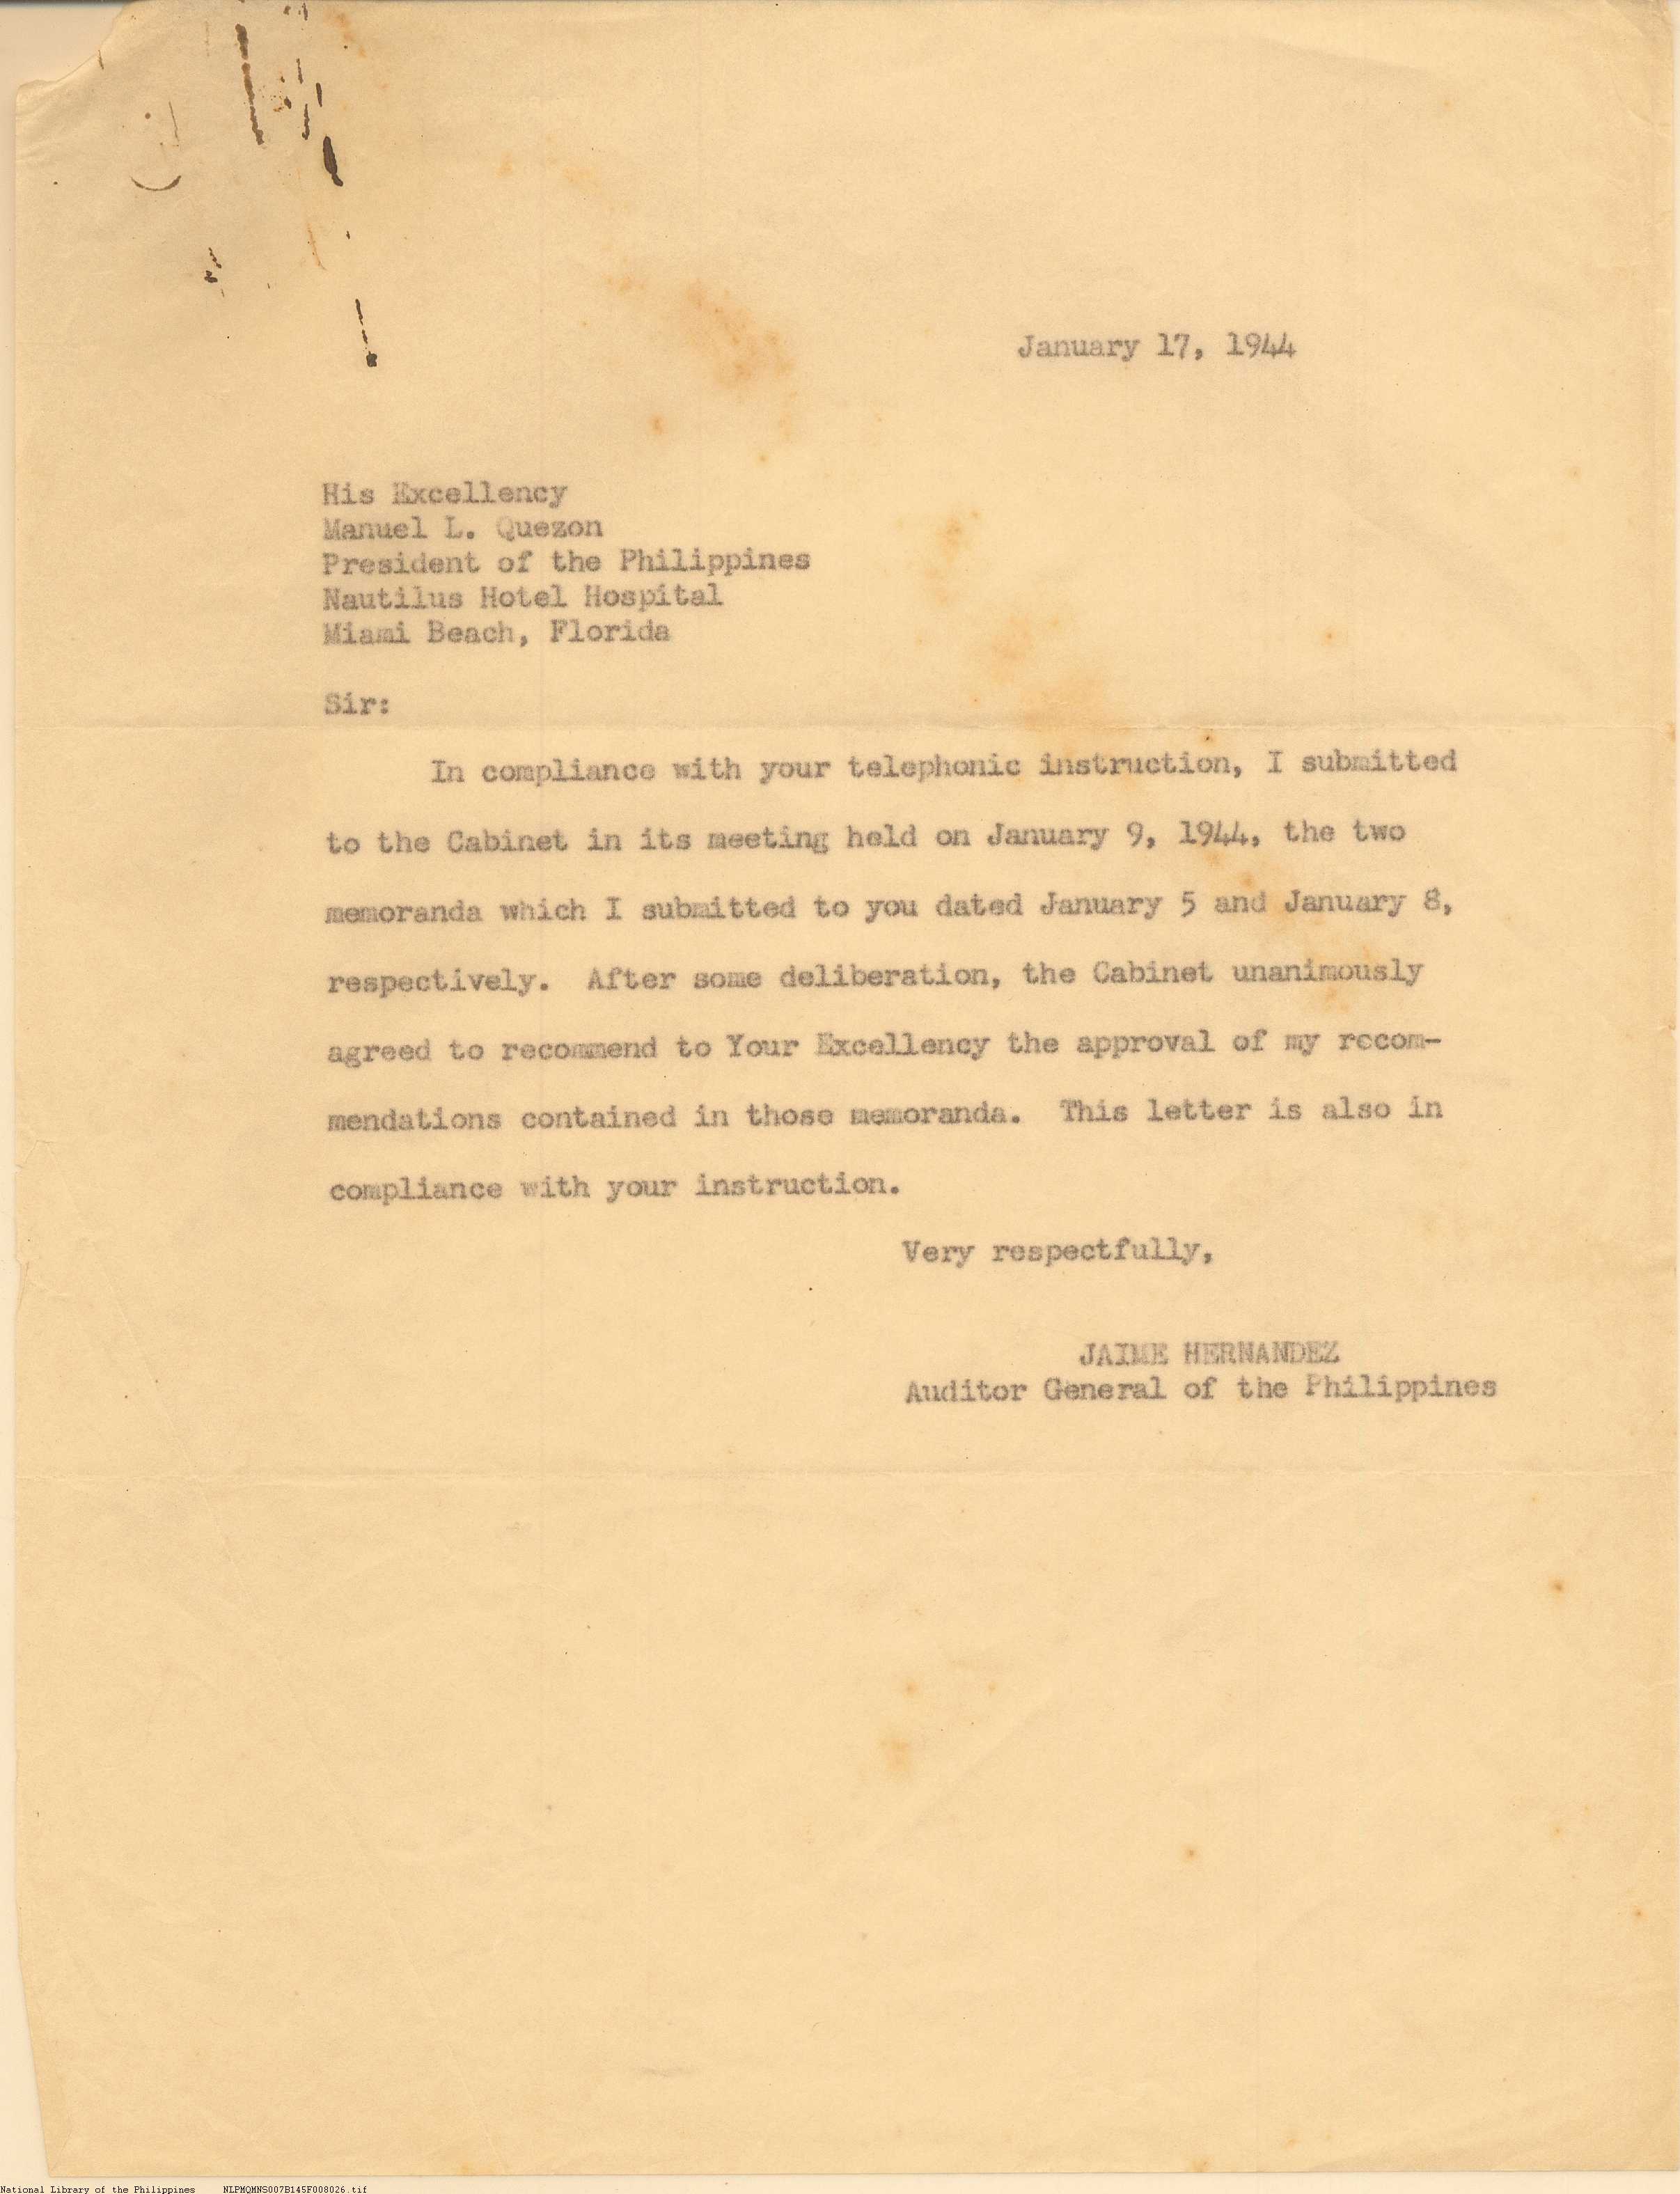 January 17, 1944
His Excellency
Manuel L. Quezon
President of the Philippines
Nautilus Hotel Hospital
Miami Beach, Florida
Sir:
In compliance with your telephonic instruction, I submitted
to the Cabinet in its meeting held on January 9, 1944, the two
memoranda which I submitted to you dated January 5 and January 8,
respectively. After some deliberation, the Cabinet unanimously
agreed to recommend to Your Excellency the approval of my recom-
mendations contained in those memoranda. This letter is also in
compliance with your instruction.
Very respectfully,
JAIME HERNANDEZ
Auditor General of the Philippines
National Library of the Philippines NLPMQMNS007B145F008026.tif